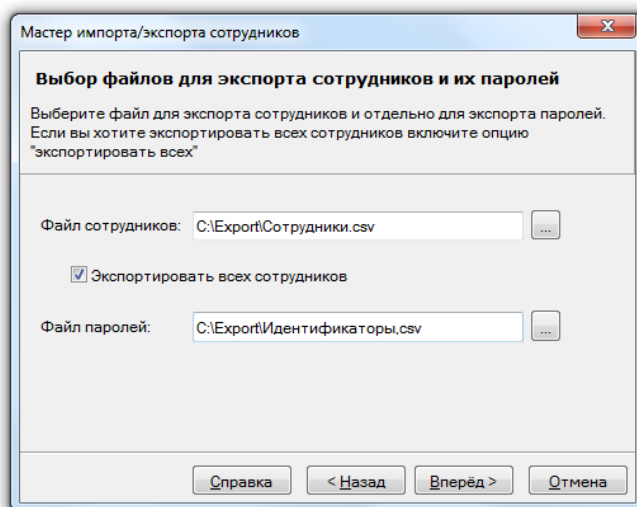 Мастер импорта/экспорта сотрудников
Выбор файлов для экспорта сотрудников и их паролей
Выберите файл для экспорта сотрудников и отдельно для экспорта паролей.
Если вы хотите экспортировать всех сотрудников включите опцию
"экспортировать всех"
Файл сотрудников: C:\Export\Сотрудники.csv ...
Экспортировать всех сотрудников
Файл паролей: C:\Export\Идентификаторы,csv ...
Справка < Назад Вперёд > Отмена